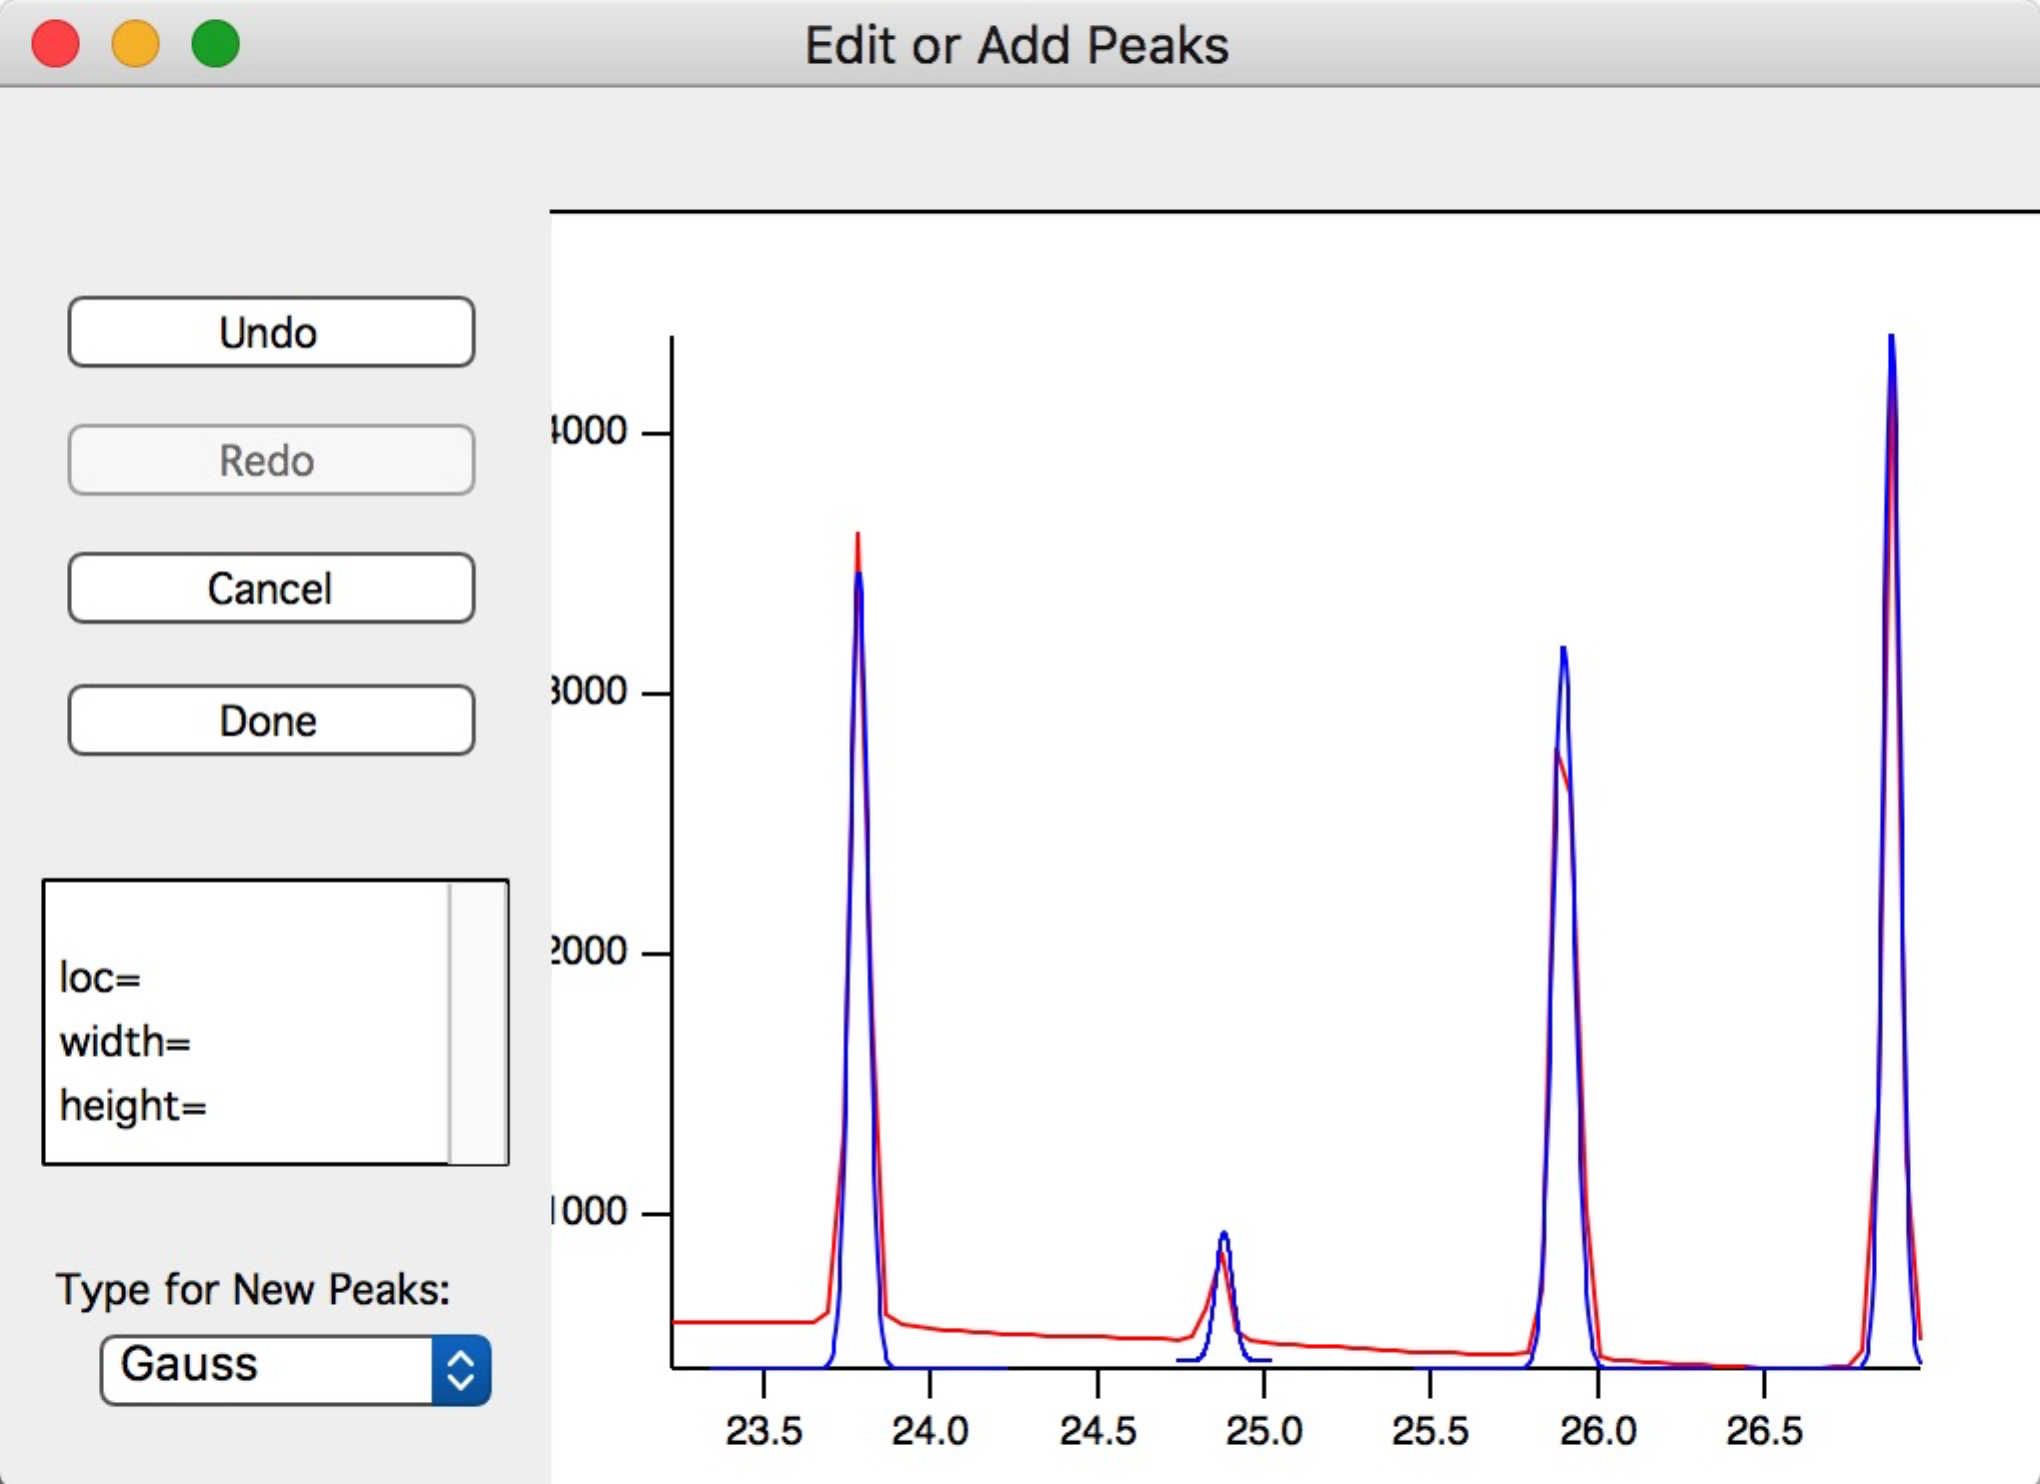 Edit or Add Peaks
Undo
Redo
Cancel
Done
loc=
width=
height=
Type for New Peaks:
Gauss
4000
3000
2000
1000
23.5 24.0 24.5 25.0 25.5 26.0 26.5